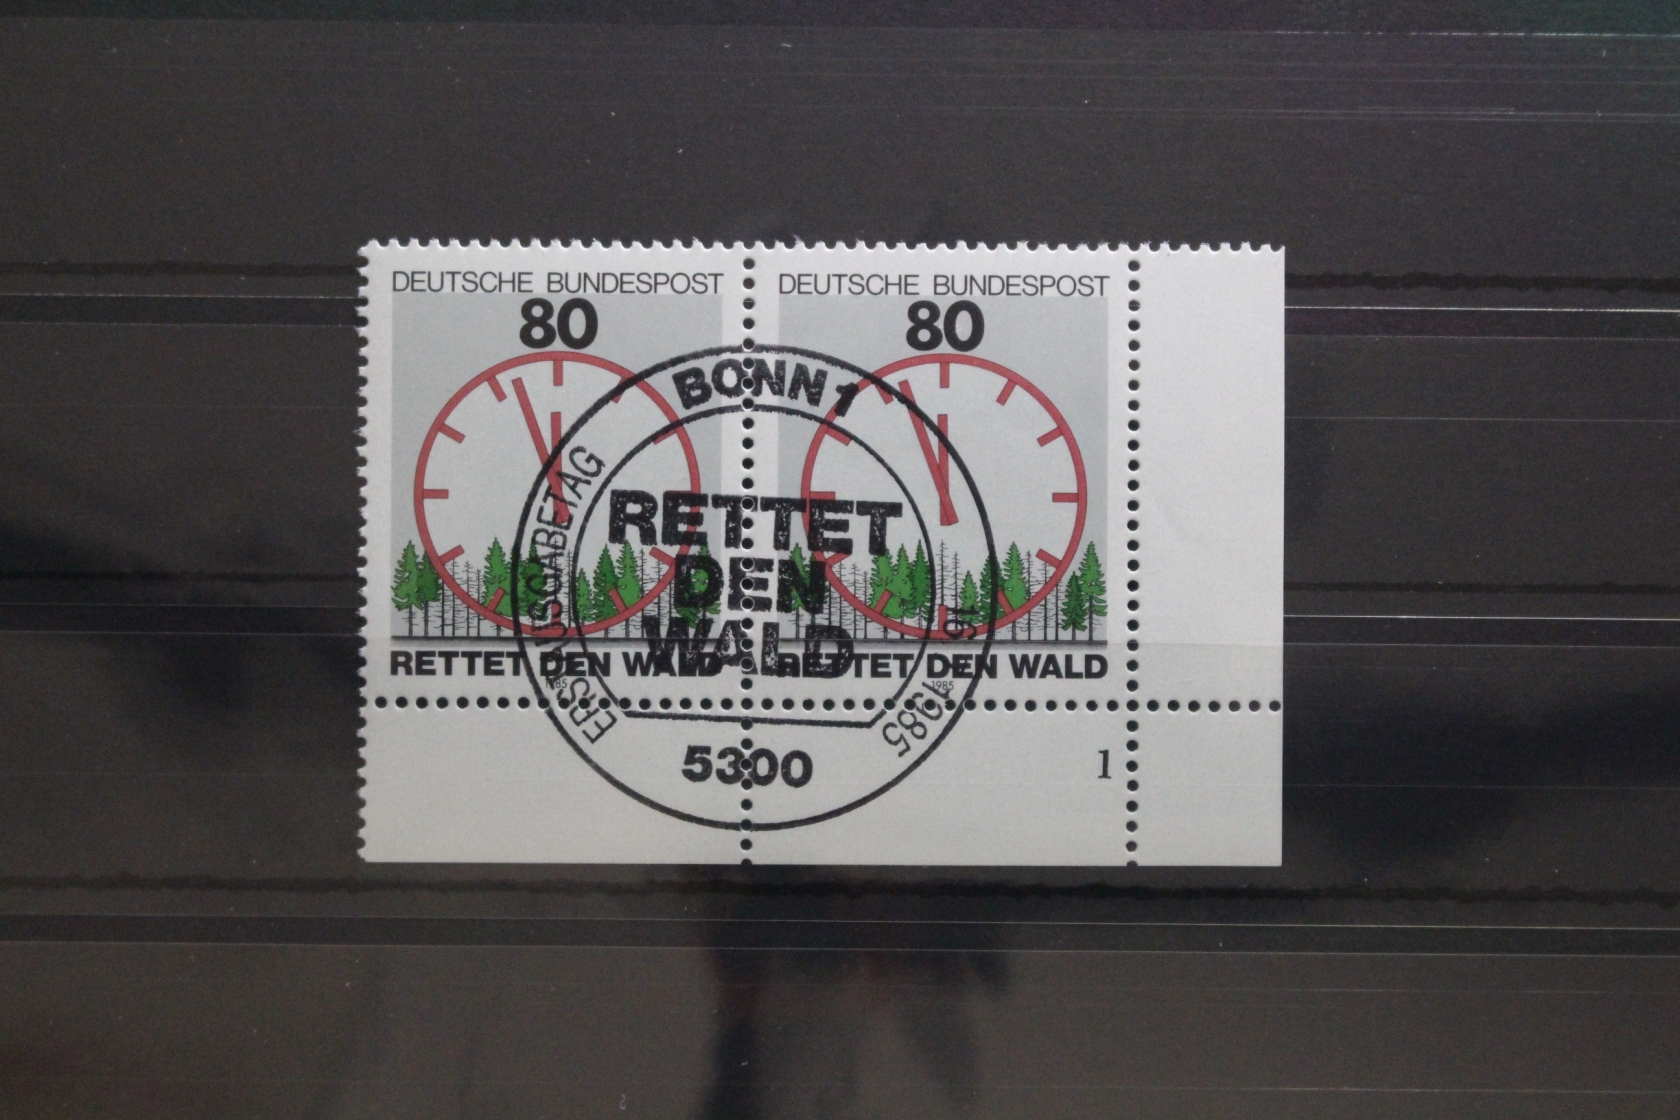 DEUTSCHE BUNDESPOST
80
RETTET DEN WALD
1985
DEUTSCHE BUNDESPOST
80
RETTET DEN WALD
1985
BONN 1
ERSTAUSGABETAG
RETTET
DEN
WALD
1985
5300
1